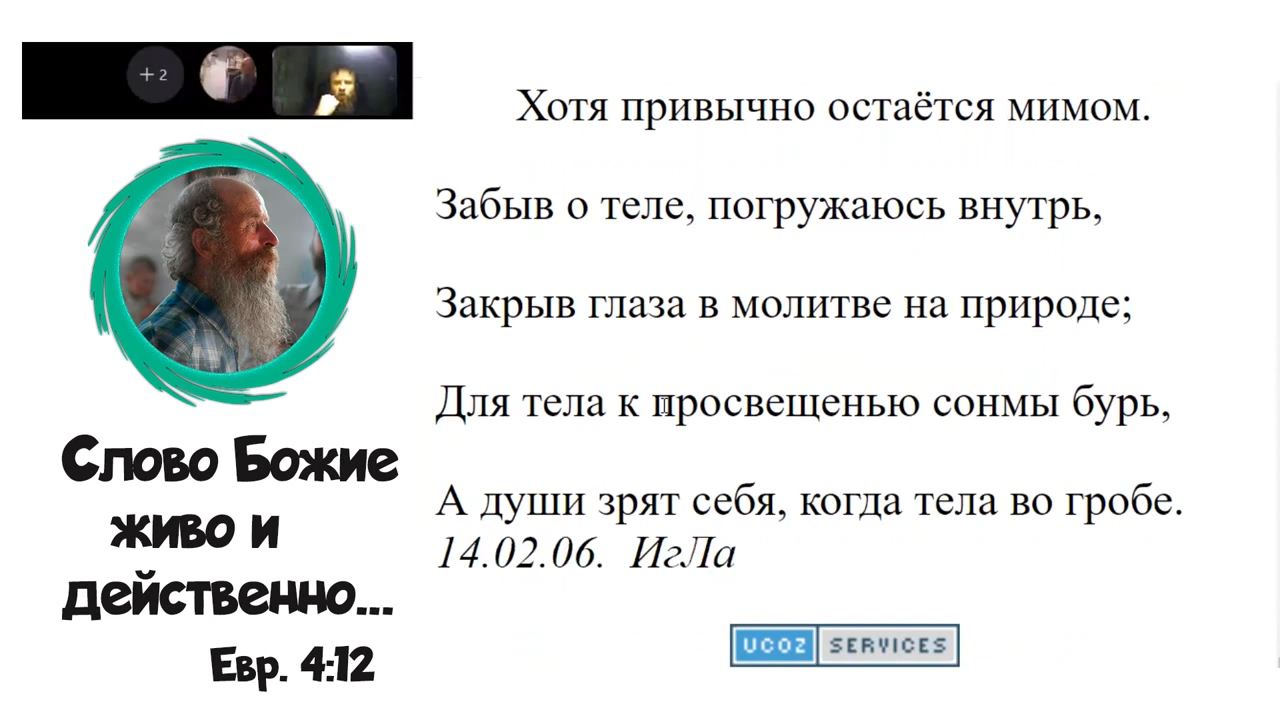 + 2
Хотя привычно остаётся мимом.
Забыв о теле, погружаюсь внутрь,
Закрыв глаза в молитве на природе;
Для тела к просвещенью сонмы бурь,
А души зрят себя, когда тела во гробе.
14.02.06. ИгЛа
Слово Божие
живо и
действенно...
Евр. 4:12
UCOZ SERVICES